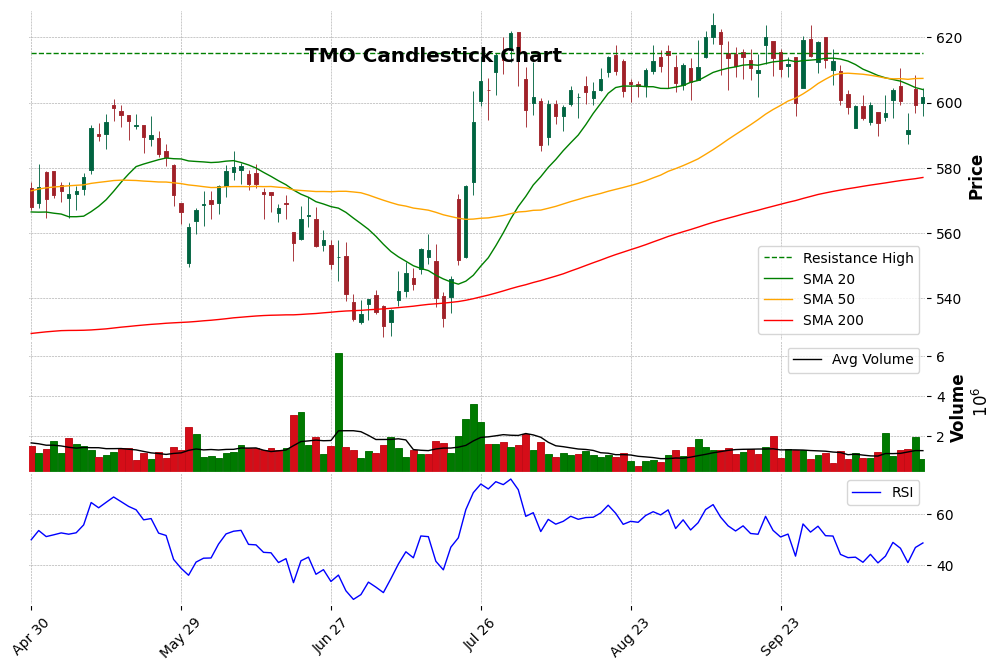 TMO Candlestick Chart
620
600
580
560
540
Price
Resistance High
SMA 20
SMA 50
SMA 200
Avg Volume
6
4
2
Volume
10^6
RSI
60
40
Apr 30
May 29
Jun 27
Jul 26
Aug 23
Sep 23